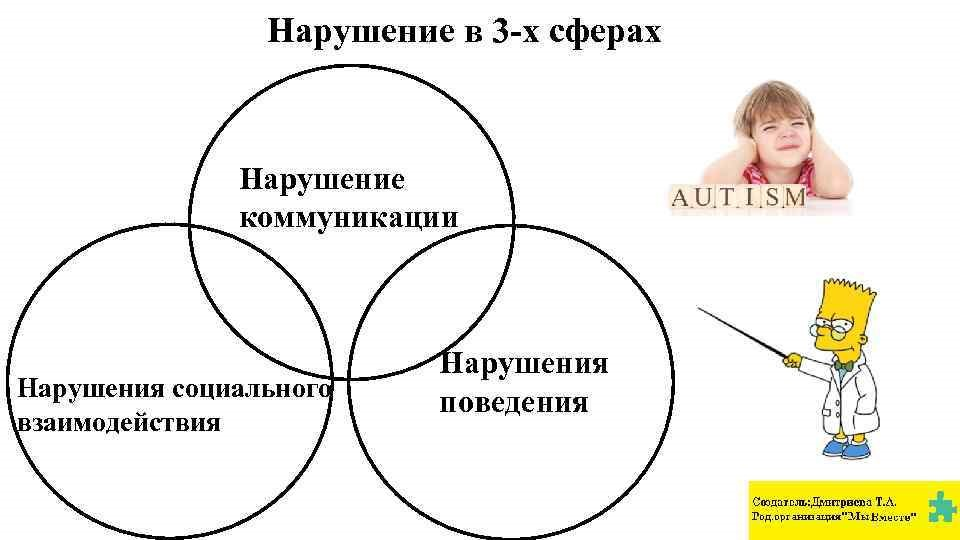 Нарушение в 3-х сферах
Нарушение
коммуникации
AUTISM
Нарушения социального
взаимодействия
Нарушения
поведения
Создатель: Дмитриева Т.А.
Род.организация"Мы Вместе"